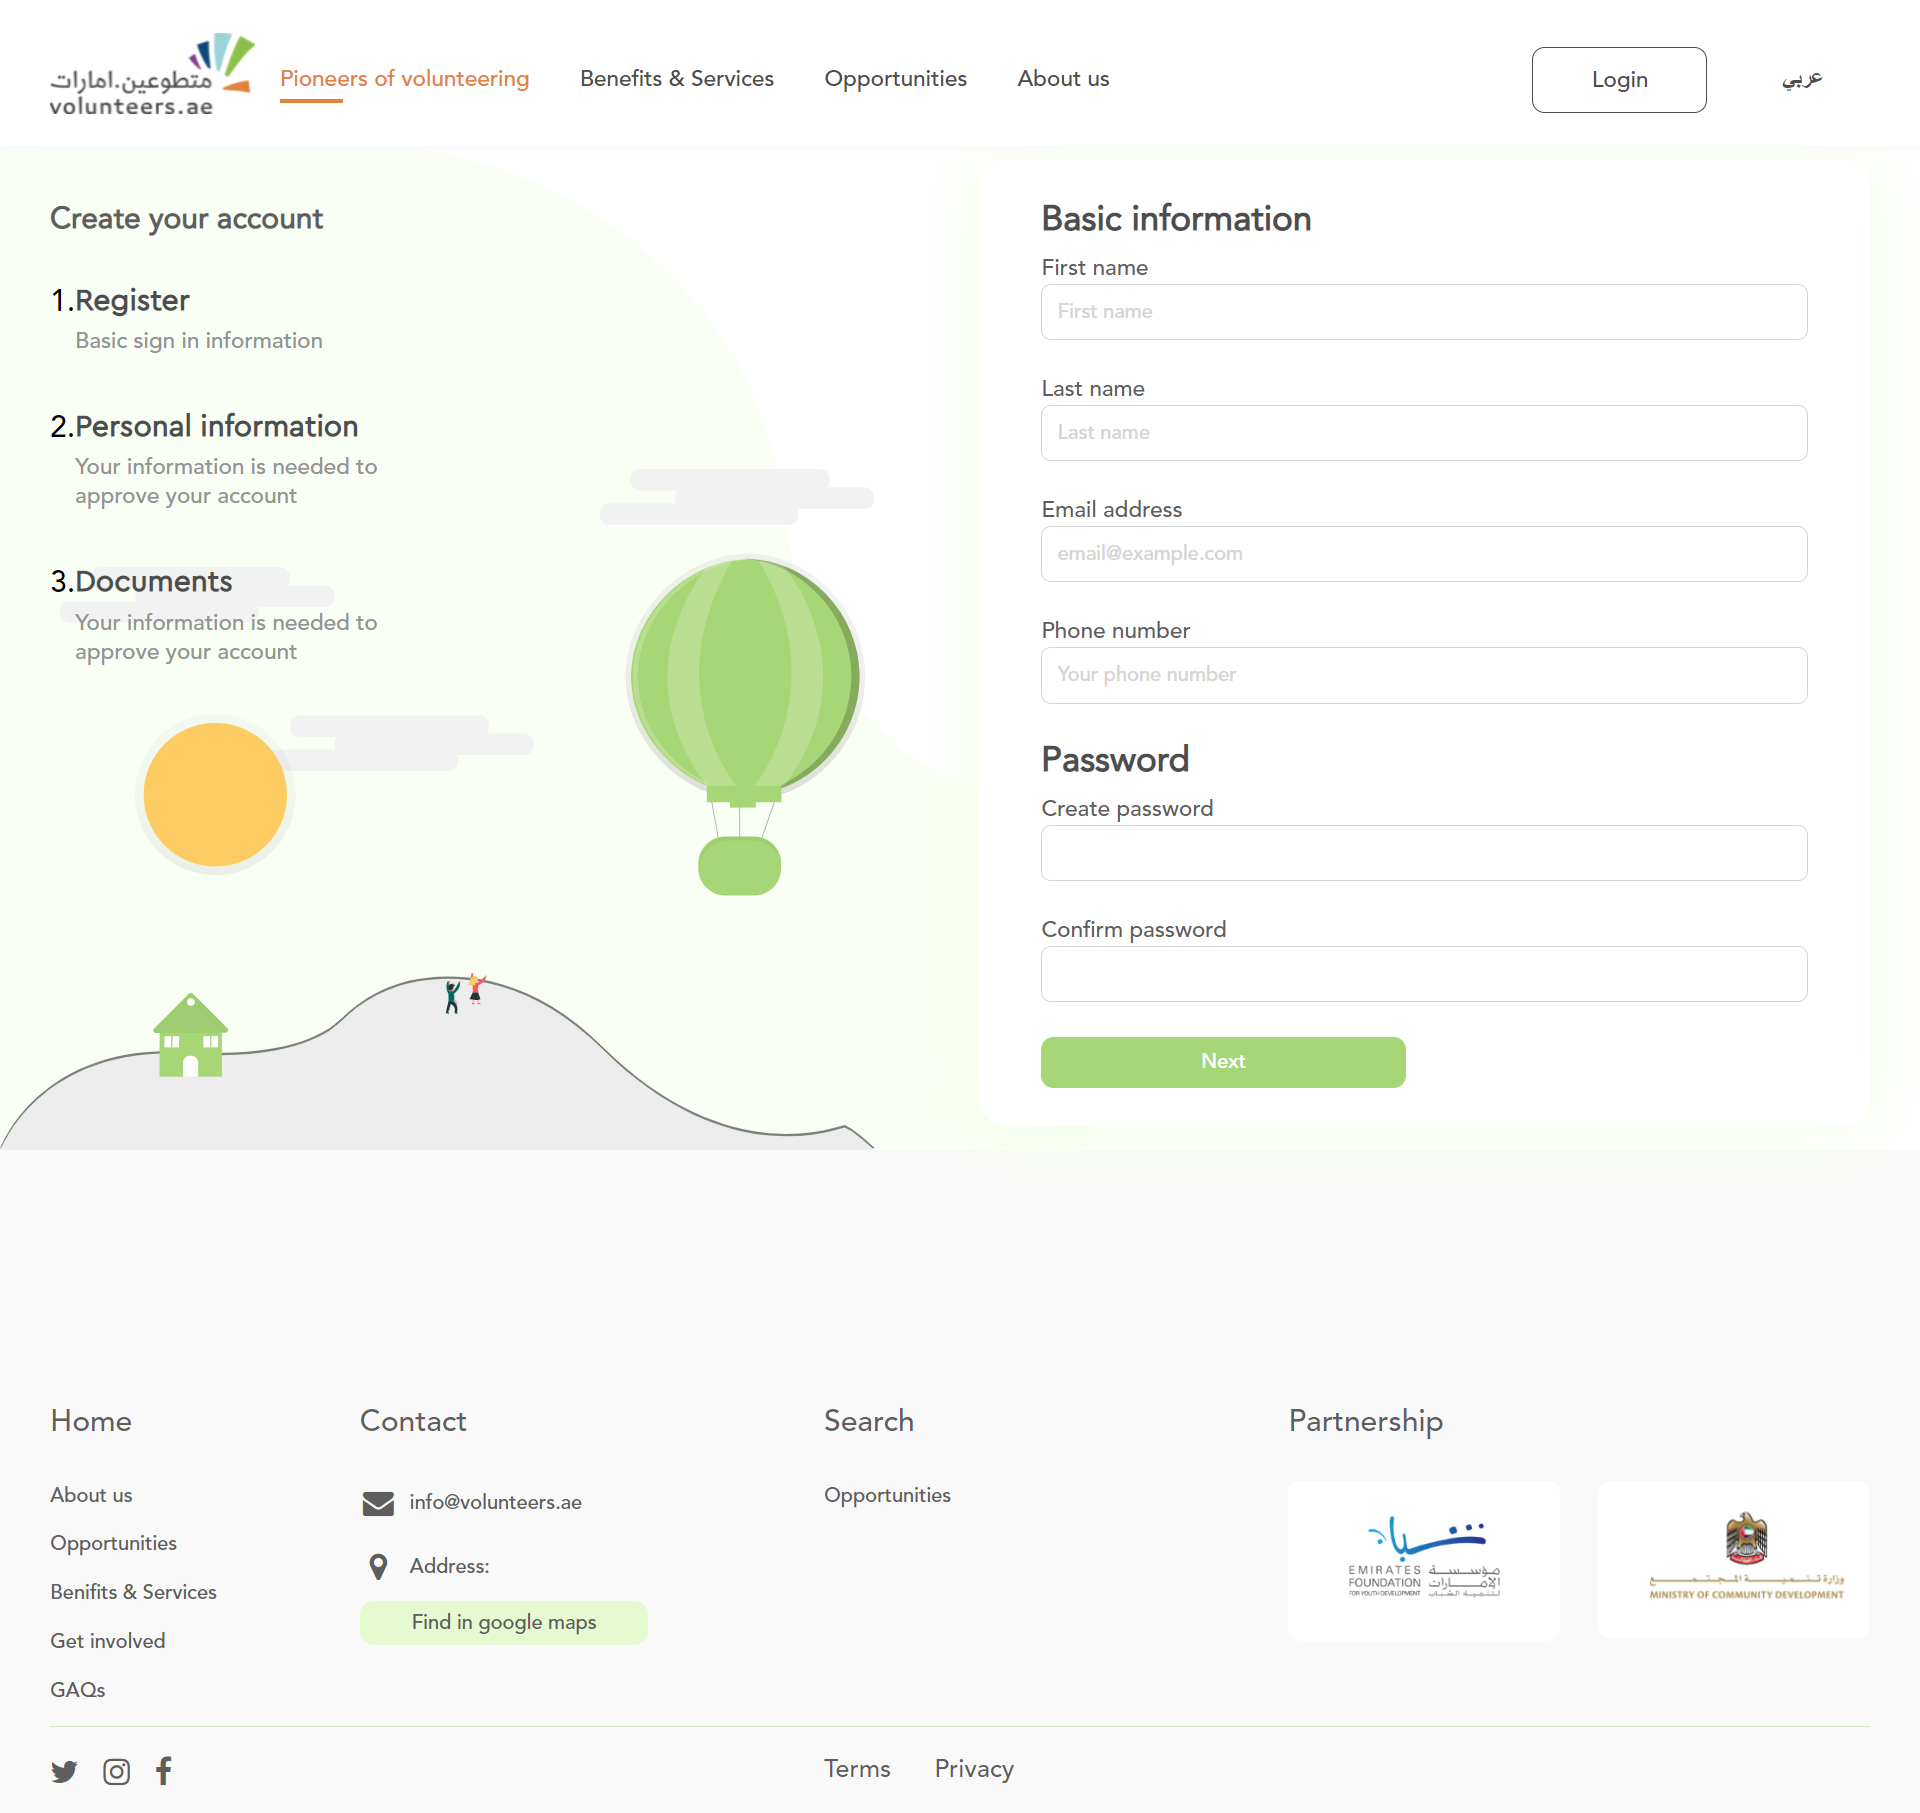 متطوعين.امارات
volunteers.ae
Pioneers of volunteering
Benefits & Services
Opportunities
About us
Login
عربي
Create your account
1.Register
Basic sign in information
2.Personal information
Your information is needed to
approve your account
3.Documents
Your information is needed to
approve your account
Basic information
First name
First name
Last name
Last name
Email address
email@example.com
Phone number
Your phone number
Password
Create password
Confirm password
Next
Home
About us
Opportunities
Benifits & Services
Get involved
GAQs
Contact
info@volunteers.ae
Address:
Find in google maps
Search
Opportunities
Partnership
EMIRATES
FOUNDATION
FOR YOUTH DEVELOPMENT
مؤسسة
الإمارات
لتنمية الشباب
وزارة تنمية المجتمع
MINISTRY OF COMMUNITY DEVELOPMENT
Terms
Privacy